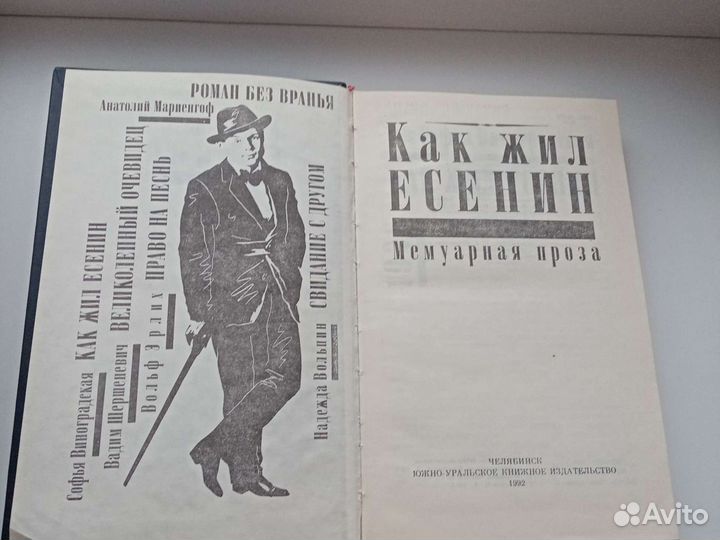 РОМАН БЕЗ ВРАНЬЯ
Анатолий Мариенгоф
Софья Виноградская КАК ЖИЛ ЕСЕНИН
Вадим Шершеневич ВЕЛИКОЛЕПНЫЙ ОЧЕВИДЕЦ
Вольф Эрлих ПРАВО НА ПЕСНЬ
Надежда Вольпин СВИДАНИЕ С ДРУГОМ
Как жил
ЕСЕНИН
Мемуарная проза
ЧЕЛЯБИНСК
ЮЖНО-УРАЛЬСКОЕ КНИЖНОЕ ИЗДАТЕЛЬСТВО
1992
Avito